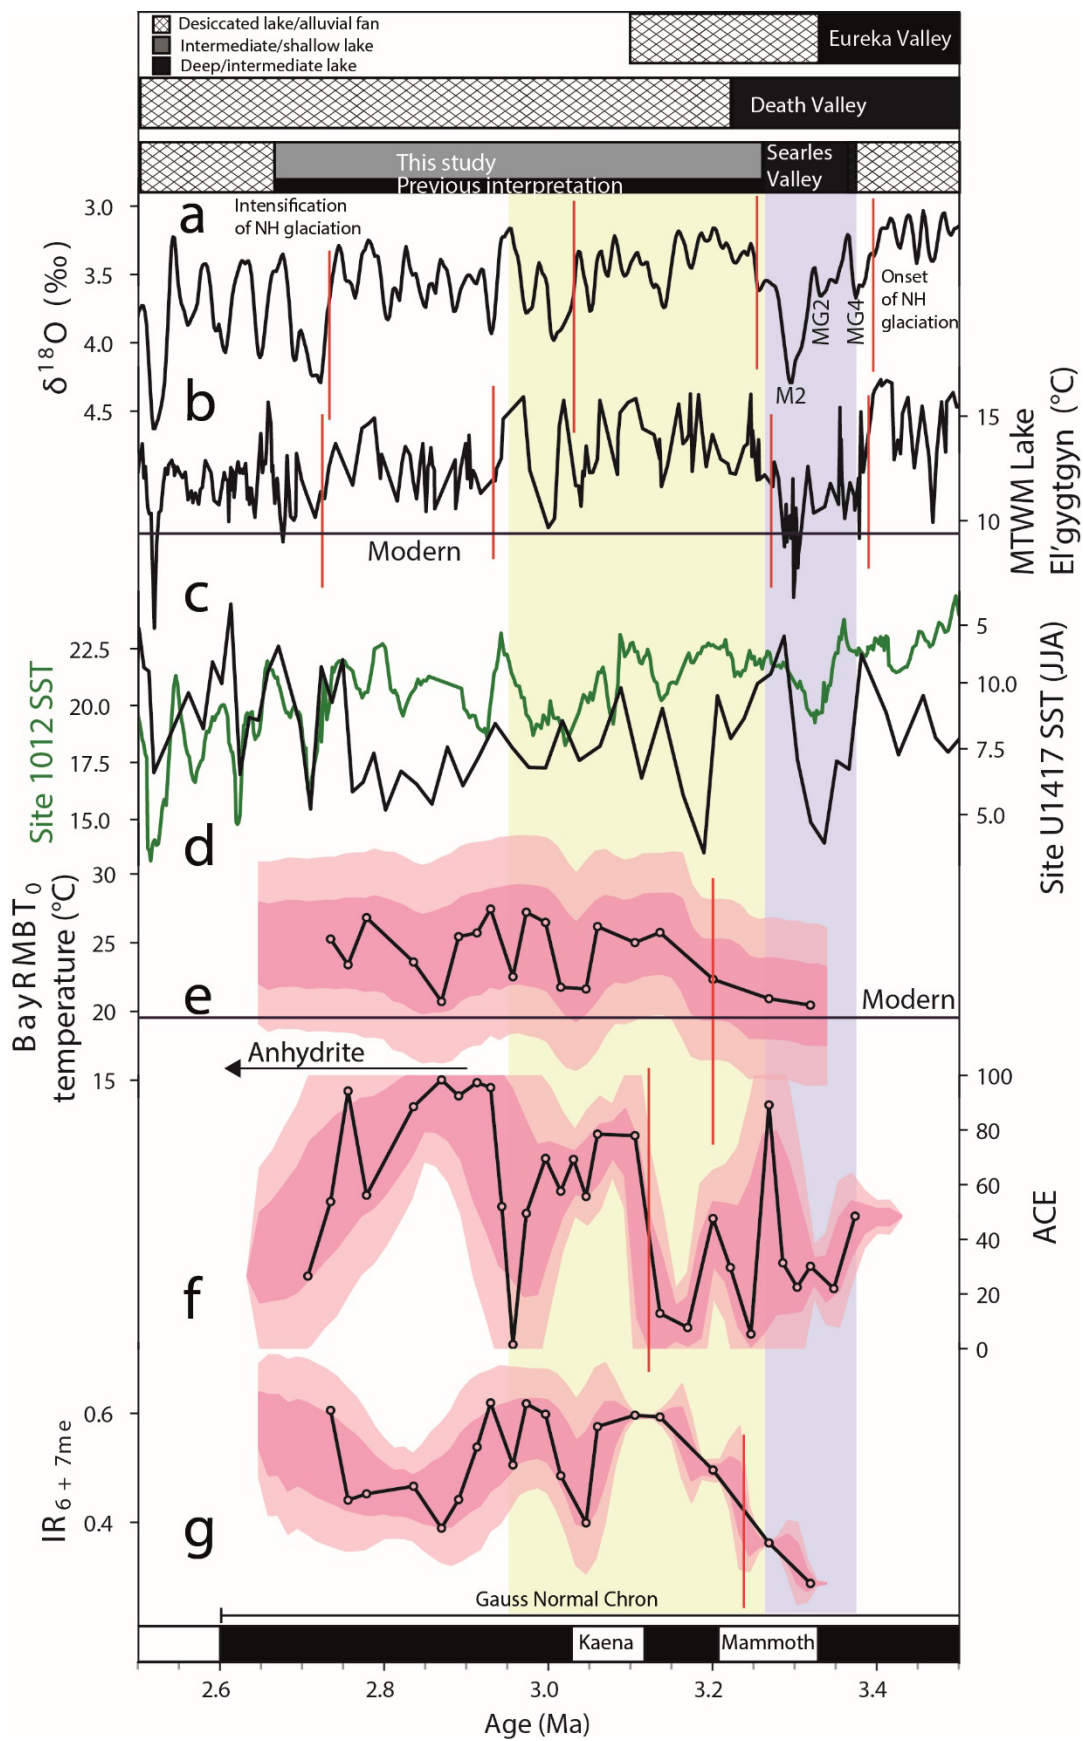 Desiccated lake/alluvial fan
Intermediate/shallow lake
Deep/intermediate lake
Eureka Valley
Death Valley
This study
Previous interpretation
Searles
Valley
a
Intensification
of NH glaciation
3.0
3.5
4.0
4.5
δ18O (‰)
MG2
MG4
Onset
of NH
glaciation
M2
b
15
10
5
MTWM Lake
El'gygtgyn (°C)
Modern
c
22.5
20.0
17.5
15.0
Site 1012 SST
10.0
7.5
5.0
Site U1417 SST (JJA)
d
30
25
20
15
BayRMBT0
temperature (°C)
e
Modern
Anhydrite
100
80
60
40
20
0
ACE
f
0.6
0.4
IR6 + 7me
g
Gauss Normal Chron
Kaena
Mammoth
2.6
2.8
3.0
3.2
3.4
Age (Ma)